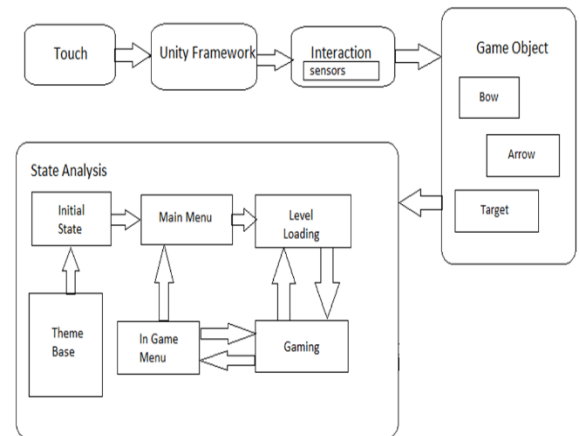 Touch
Unity Framework
Interaction
sensors
Game Object
Bow
Arrow
Target
State Analysis
Initial
State
Main Menu
Level
Loading
Theme
Base
In Game
Menu
Gaming